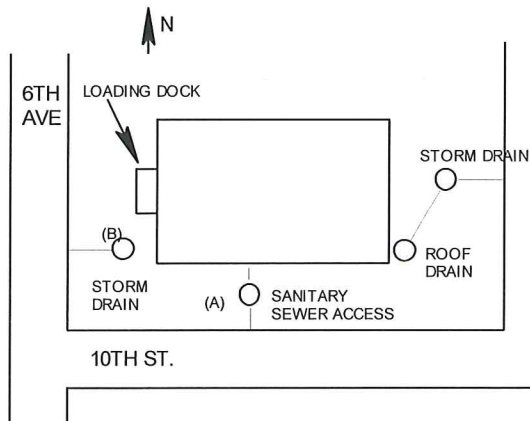 N
6TH
AVE
LOADING DOCK
STORM DRAIN
(B)
STORM
DRAIN
ROOF
DRAIN
(A)
SANITARY
SEWER ACCESS
10TH ST.